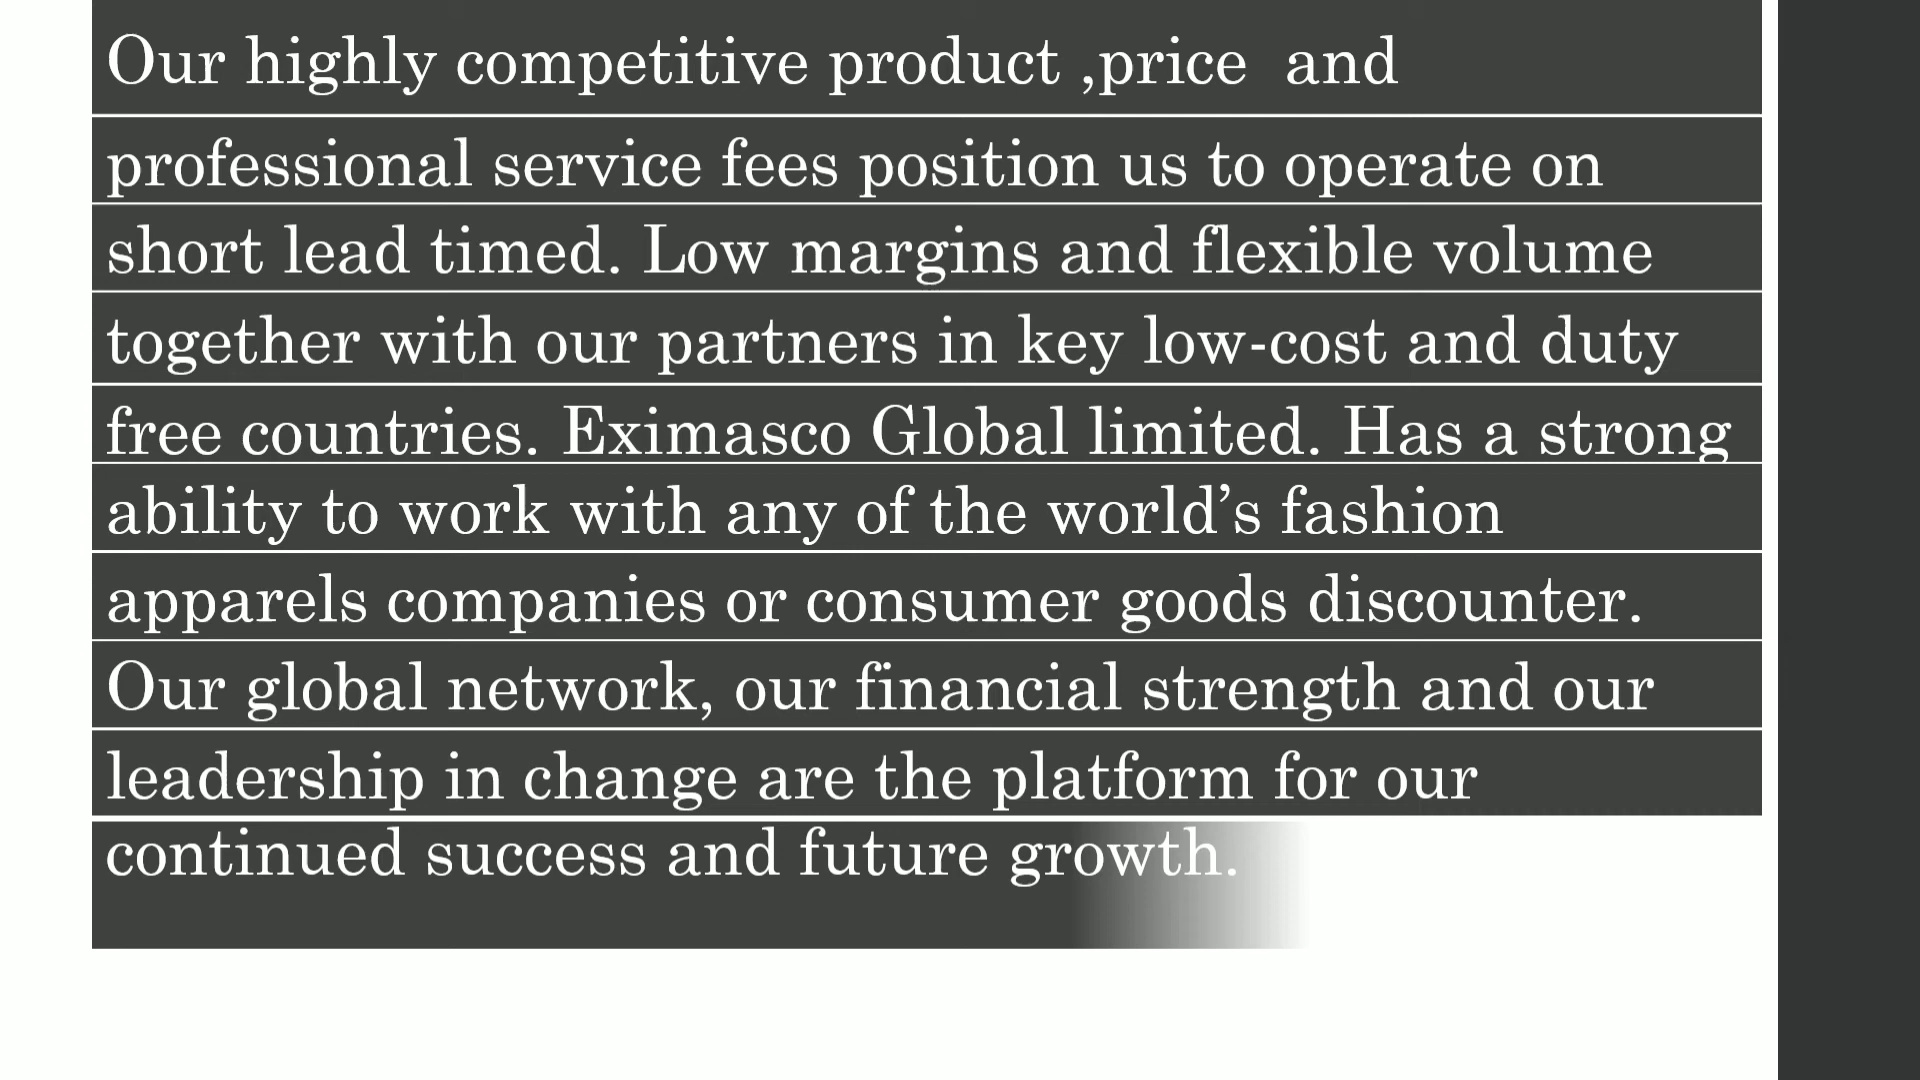 Our highly competitive product ,price  and
professional service fees position us to operate on
short lead timed. Low margins and flexible volume
together with our partners in key low-cost and duty
free countries. Eximasco Global limited. Has a strong
ability to work with any of the world’s fashion
apparels companies or consumer goods discounter.
Our global network, our financial strength and our
leadership in change are the platform for our
continued success and future growth.